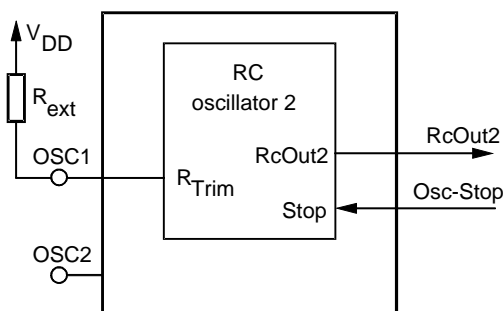 VDD
Rext
OSC1
OSC2
RC
oscillator 2
RcOut2
RTrim
Stop
RcOut2
Osc-Stop